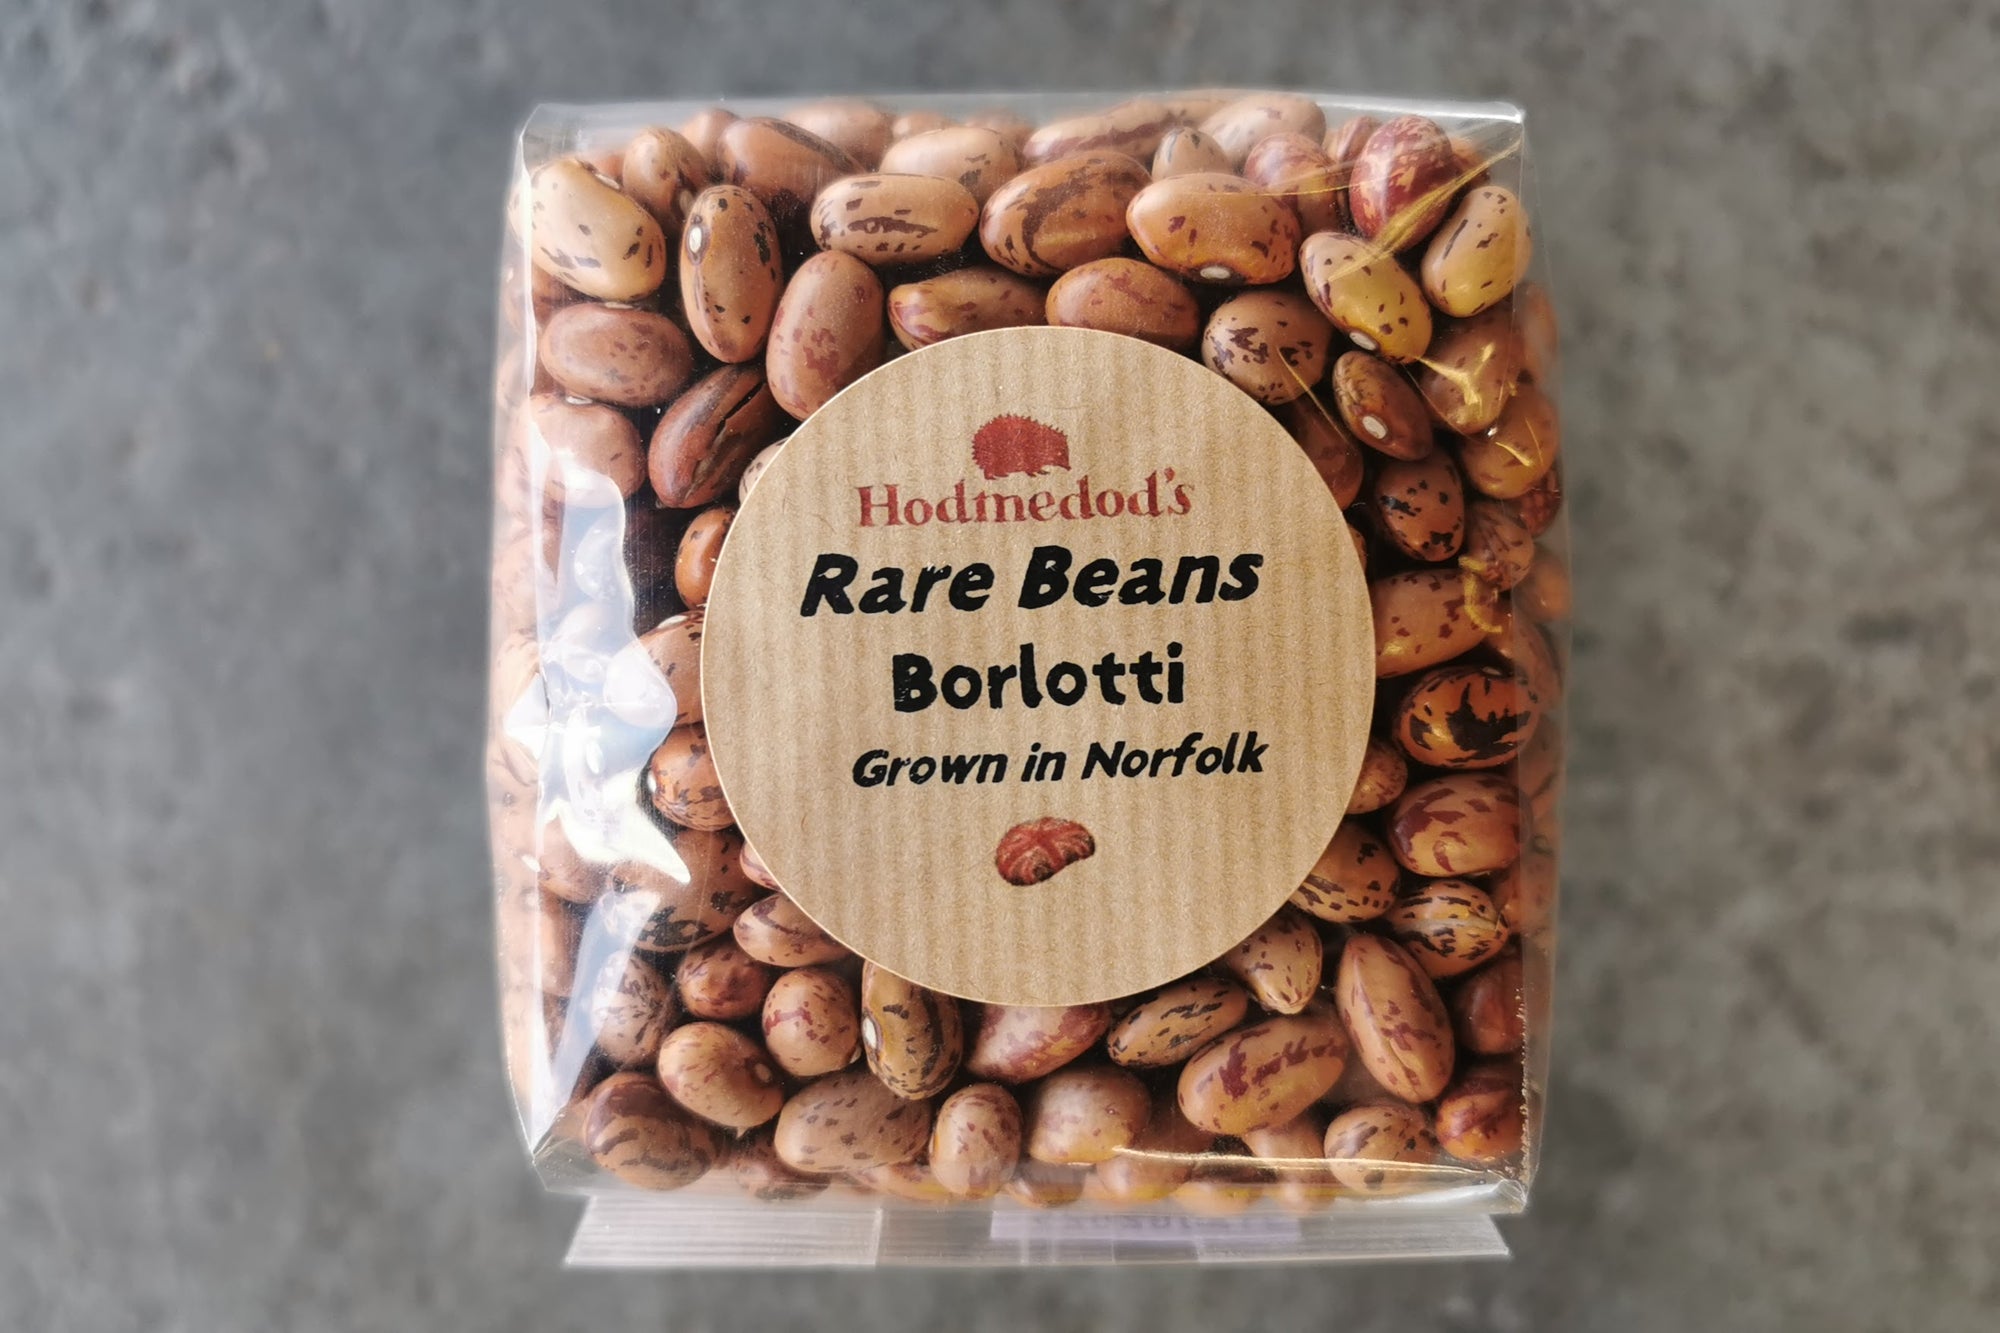 Hodmedod's
Rare Beans
Borlotti
Grown in Norfolk